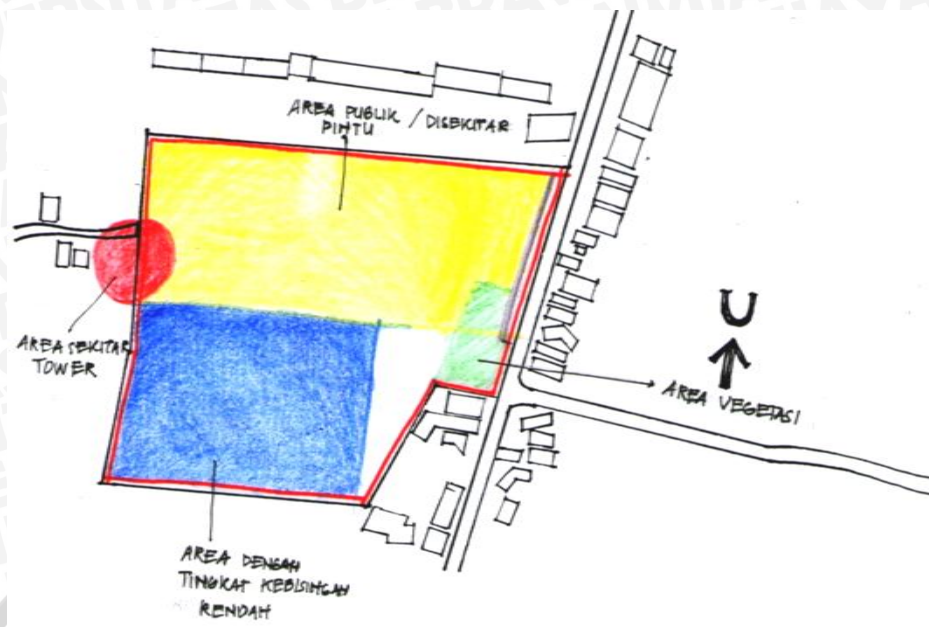 AREA PUBLIK / DISEKITAR
PINTU
U
AREA SEKITAR
TOWER
AREA VEGETASI
AREA DENGAN
TINGKAT KEBISINGAN
RENDAH